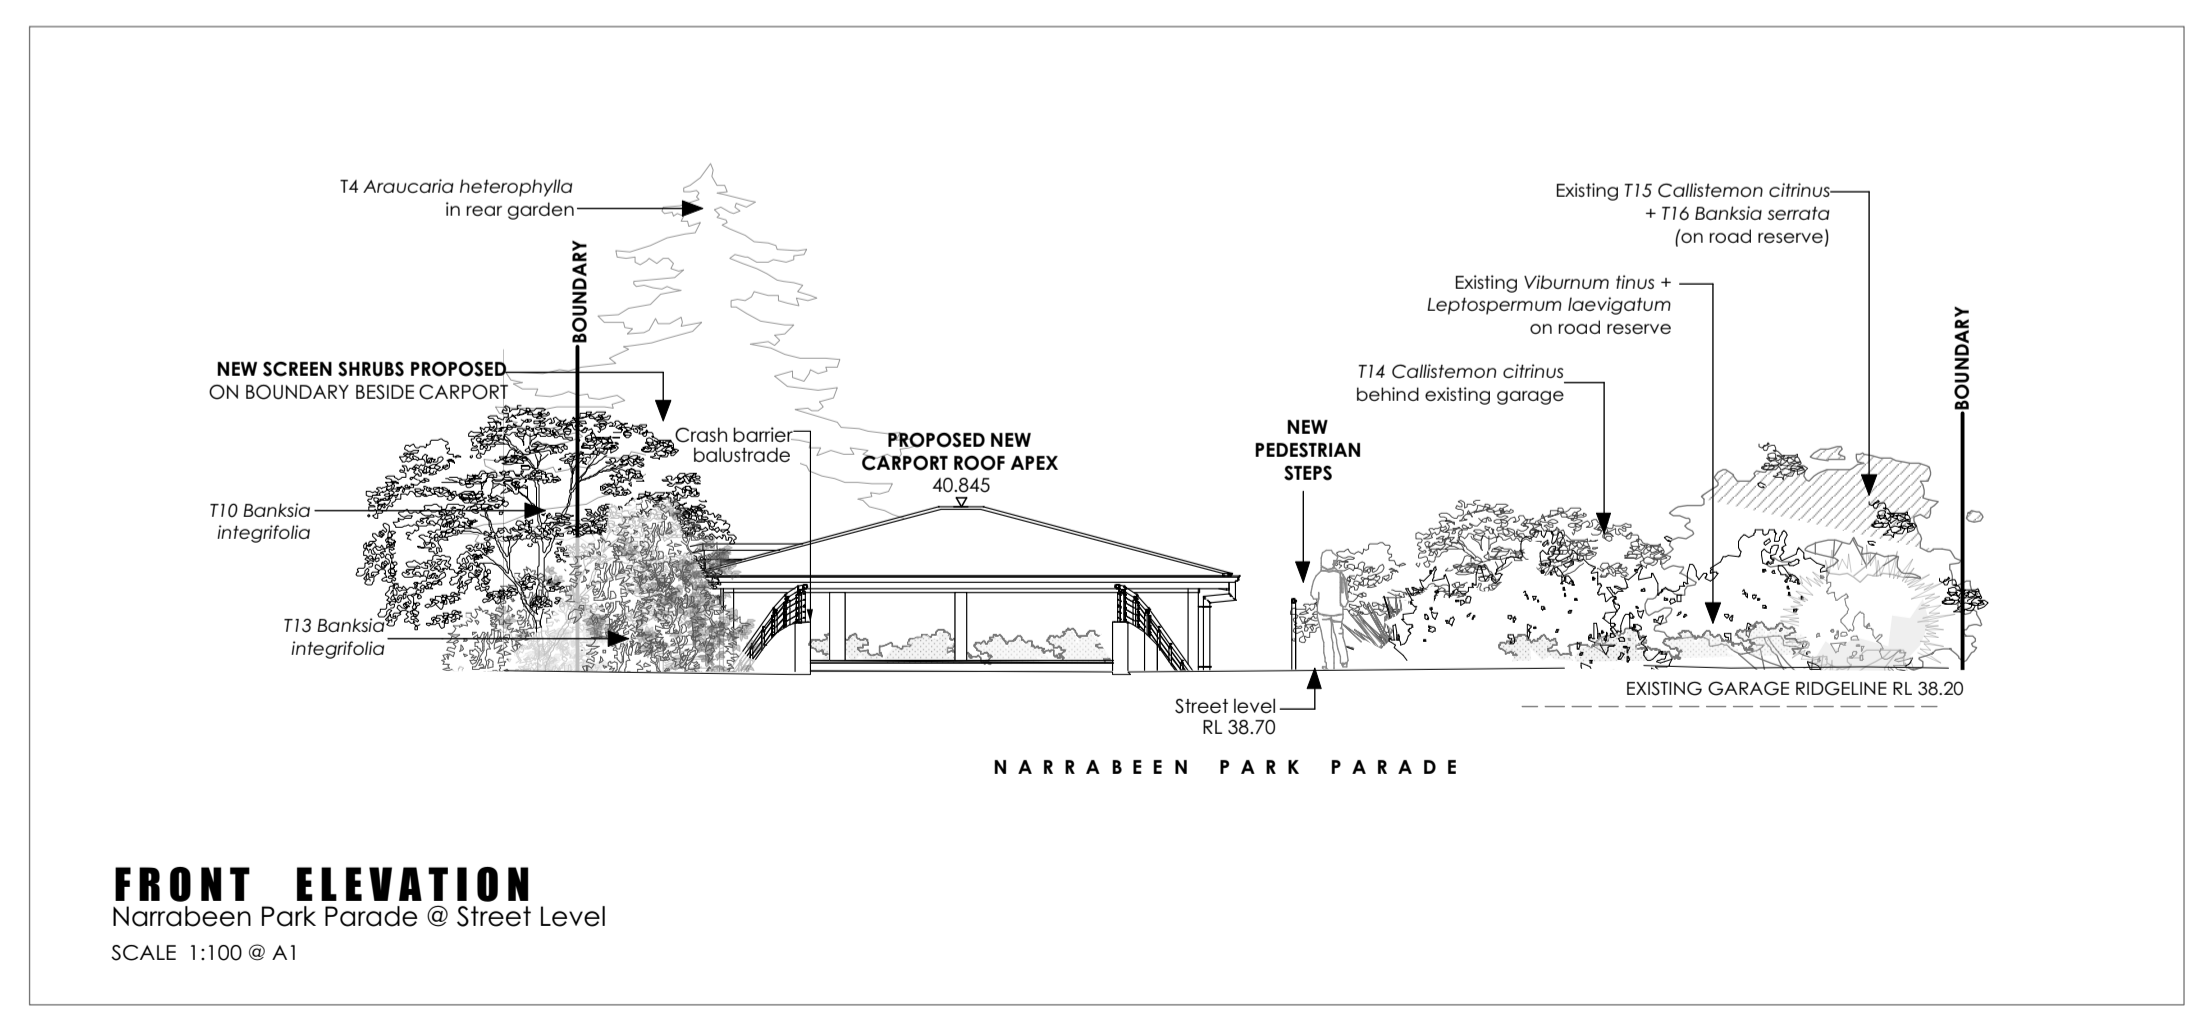 T4 Araucaria heterophylla
in rear garden
BOUNDARY
NEW SCREEN SHRUBS PROPOSED
ON BOUNDARY BESIDE CARPORT
Crash barrier
balustrade
T10 Banksia
integrifolia
T13 Banksia
integrifolia
PROPOSED NEW
CARPORT ROOF APEX
40.845
NEW
PEDESTRIAN
STEPS
T14 Callistemon citrinus
behind existing garage
Existing Viburnum tinus +
Leptospermum laevigatum
on road reserve
Existing T15 Callistemon citrinus
+ T16 Banksia serrata
(on road reserve)
BOUNDARY
EXISTING GARAGE RIDGELINE RL 38.20
Street level
RL 38.70
NARRABEEN PARK PARADE
FRONT ELEVATION
Narrabeen Park Parade @ Street Level
SCALE 1:100 @ A1